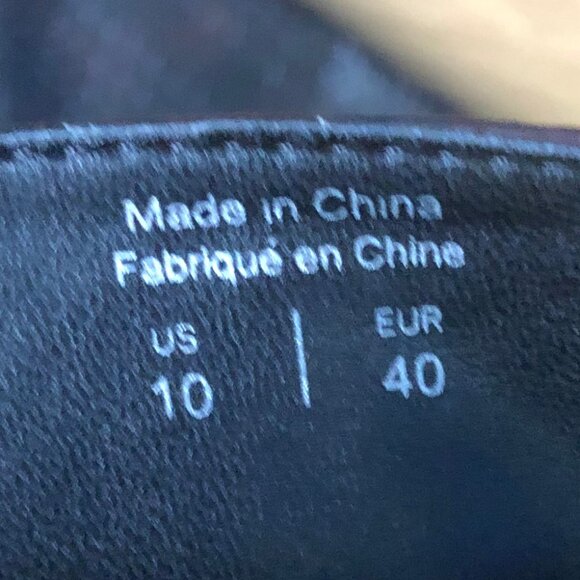 Made in China
Fabriqué en Chine
US | EUR
10 | 40